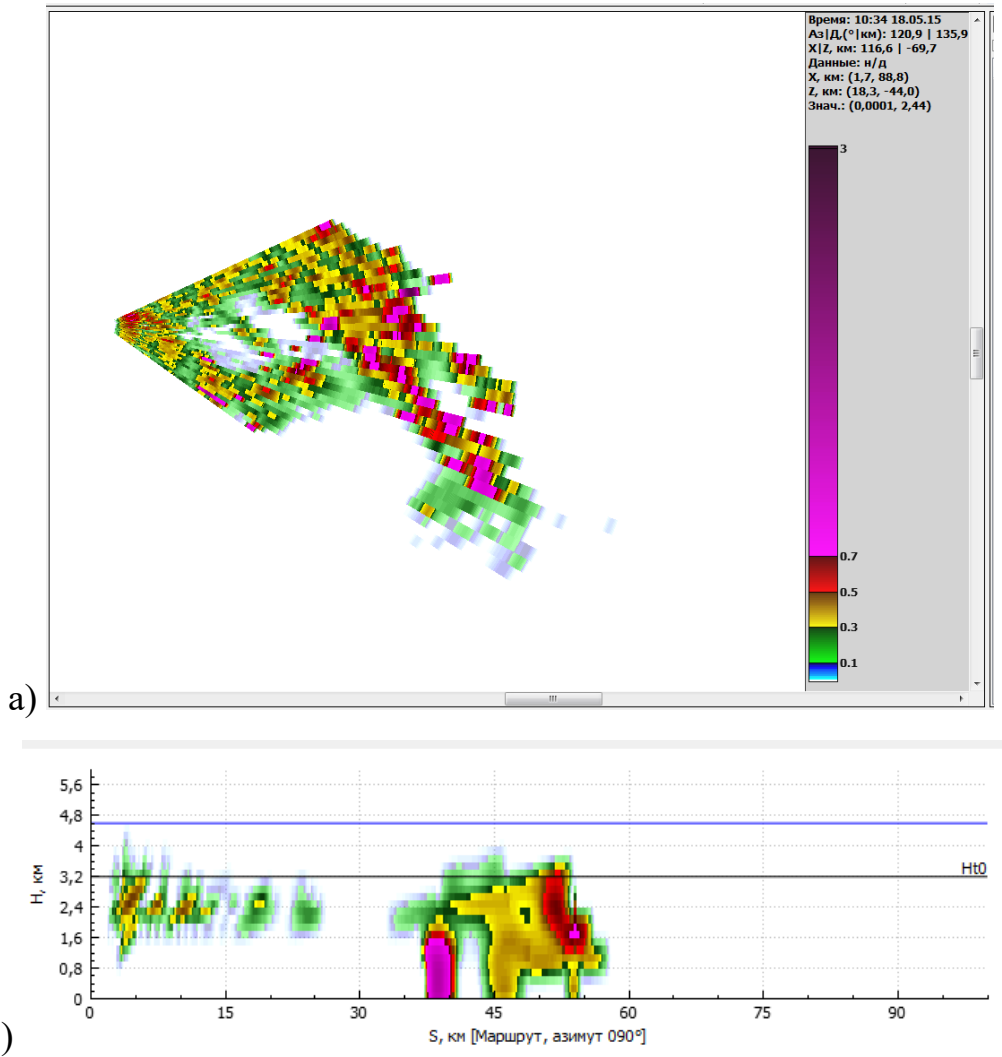 Время: 10:34 18.05.15
Аз|Д,(°|км): 120,9 | 135,9
X|Z, км: 116,6 | -69,7
Данные: н/д
X, км: (1,7, 88,8)
Z, км: (18,3, -44,0)
Знач.: (0,0001, 2,44)
3
0.7
0.5
0.3
0.1
а)
5,6
4,8
4
3,2
2,4
1,6
0,8
0
H, км
Ht0
0 15 30 45 60 75 90
S, км [Маршрут, азимут 090°]
)